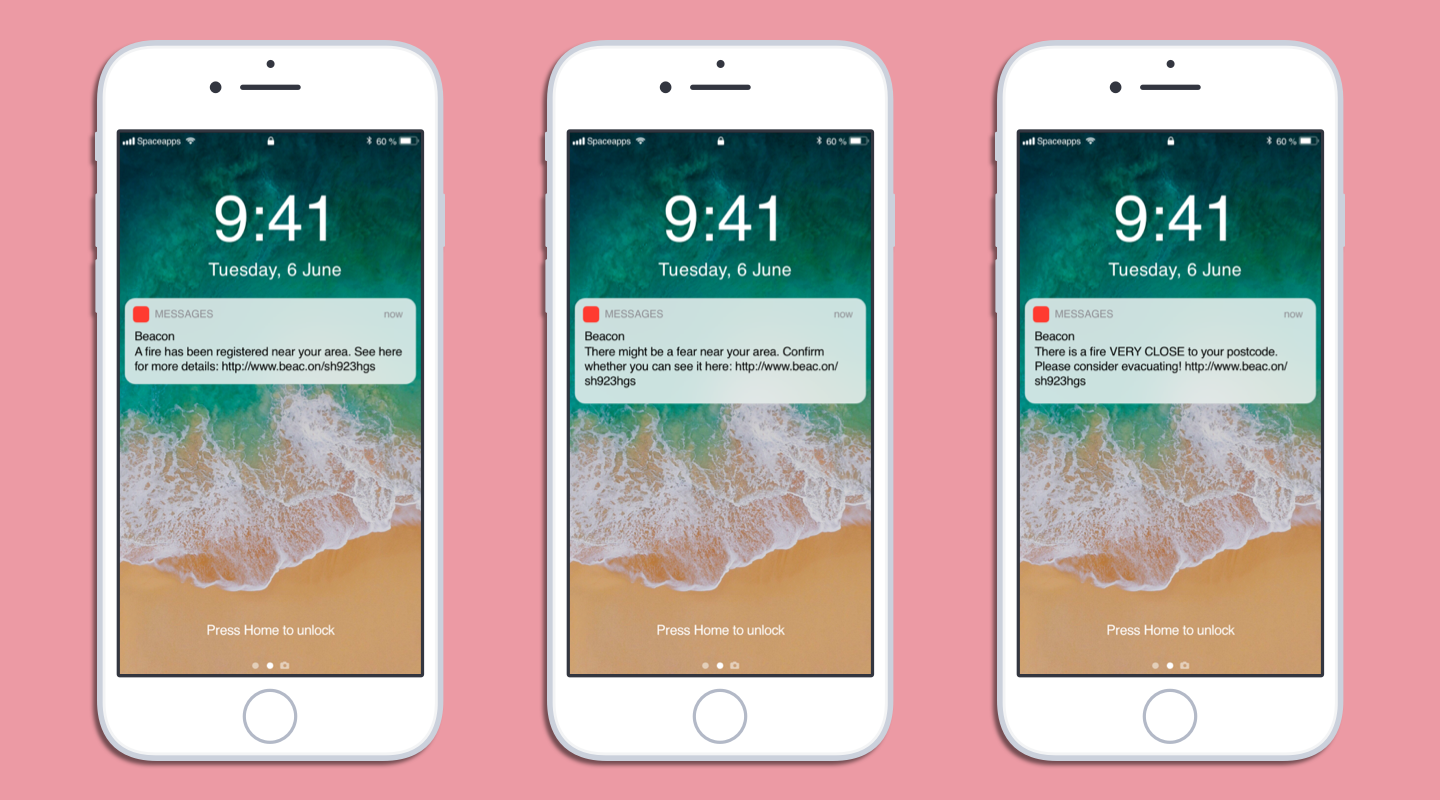 Spaceapps 60 %
9:41
Tuesday, 6 June
MESSAGES now
Beacon
A fire has been registered near your area. See here
for more details: http://www.beac.on/sh923hgs
Press Home to unlock
Spaceapps 60 %
9:41
Tuesday, 6 June
MESSAGES now
Beacon
There might be a fear near your area. Confirm
whether you can see it here: http://www.beac.on/
sh923hgs
Press Home to unlock
Spaceapps 60 %
9:41
Tuesday, 6 June
MESSAGES now
Beacon
There is a fire VERY CLOSE to your postcode.
Please consider evacuating! http://www.beac.on/
sh923hgs
Press Home to unlock